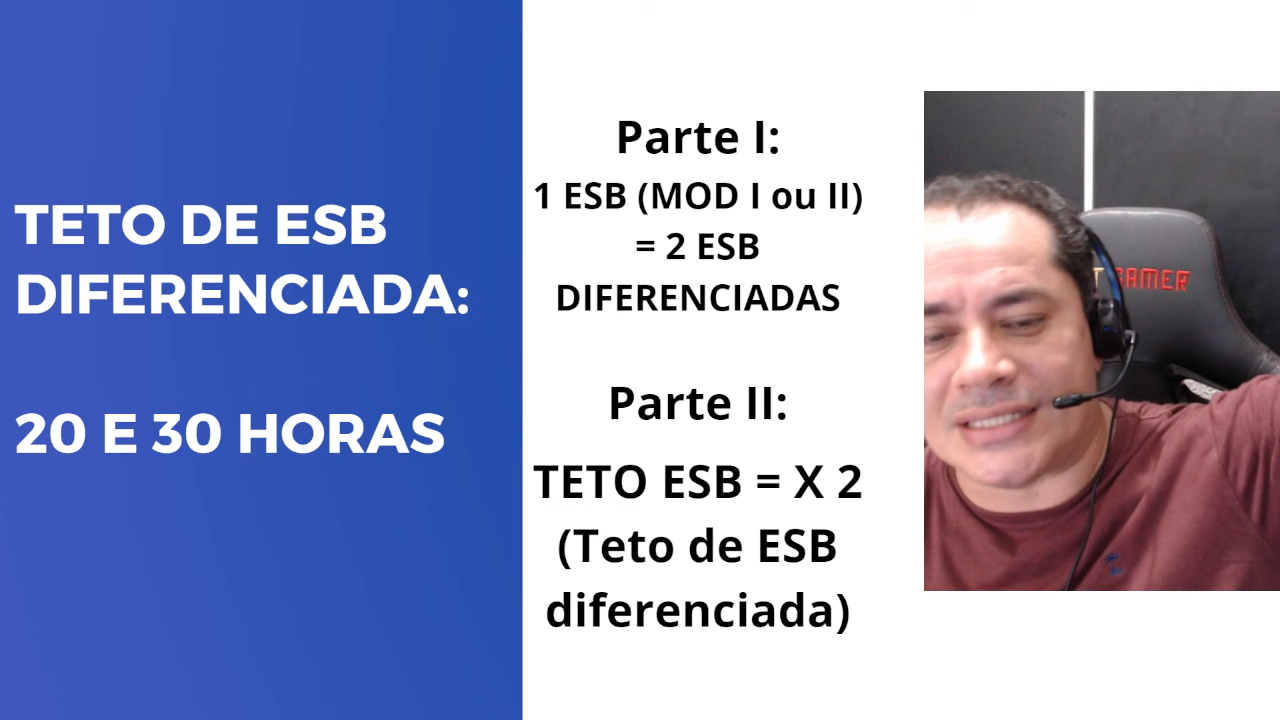 TETO DE ESB
DIFERENCIADA:
20 E 30 HORAS
Parte I:
1 ESB (MOD I ou II)
= 2 ESB
DIFERENCIADAS
Parte II:
TETO ESB = X 2
(Teto de ESB
diferenciada)
T GAMER